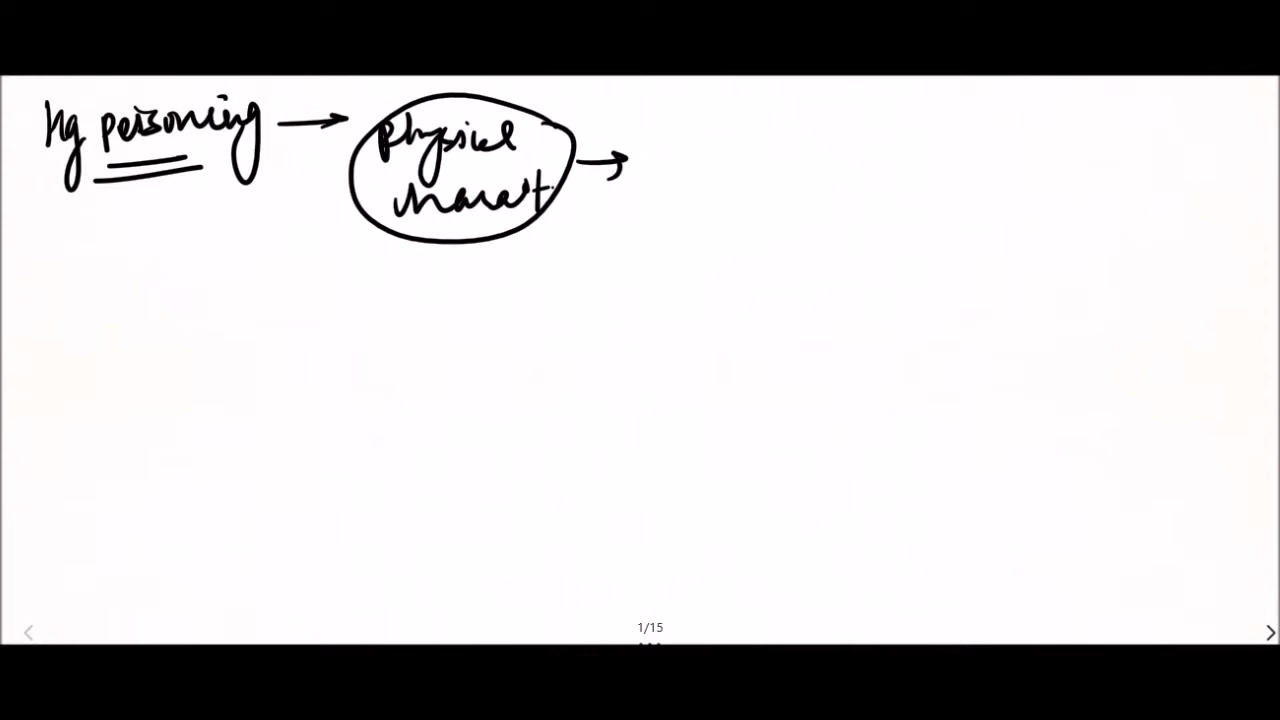 Hg poisoning → physical
charact. →
1/15